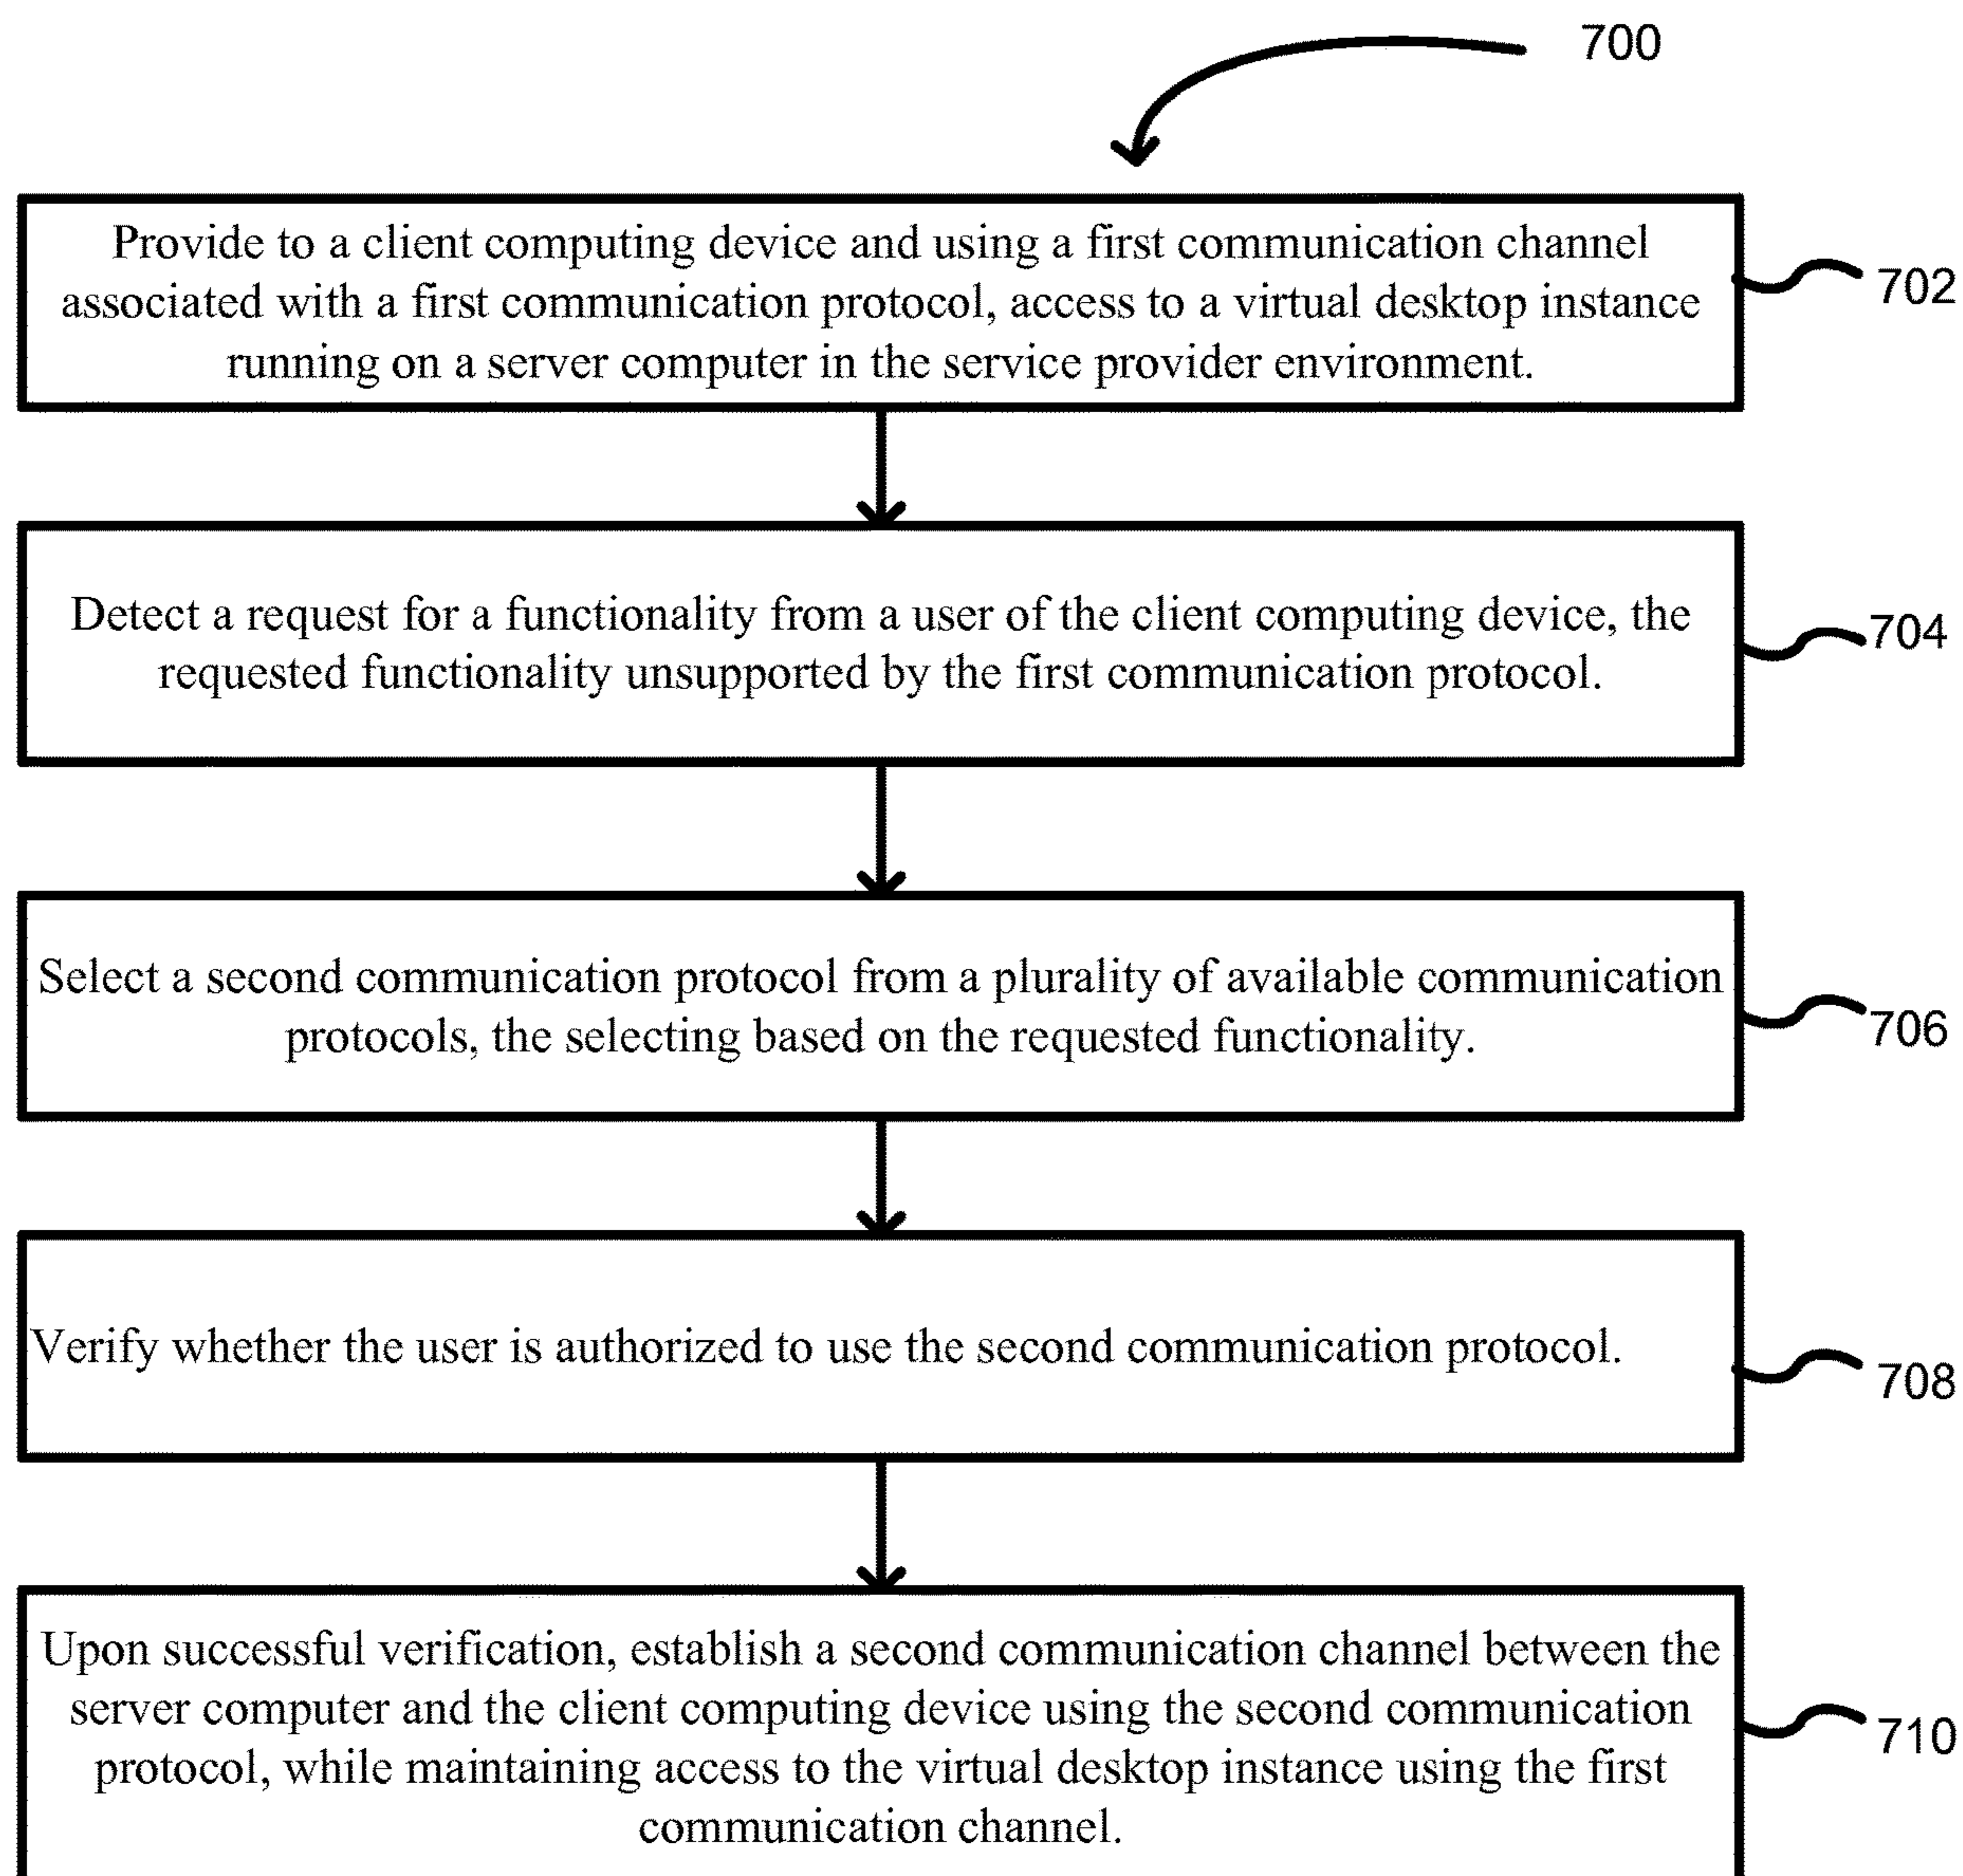 700
Provide to a client computing device and using a first communication channel
associated with a first communication protocol, access to a virtual desktop instance
running on a server computer in the service provider environment.
702
Detect a request for a functionality from a user of the client computing device, the
requested functionality unsupported by the first communication protocol.
704
Select a second communication protocol from a plurality of available communication
protocols, the selecting based on the requested functionality.
706
Verify whether the user is authorized to use the second communication protocol.
708
Upon successful verification, establish a second communication channel between the
server computer and the client computing device using the second communication
protocol, while maintaining access to the virtual desktop instance using the first
communication channel.
710